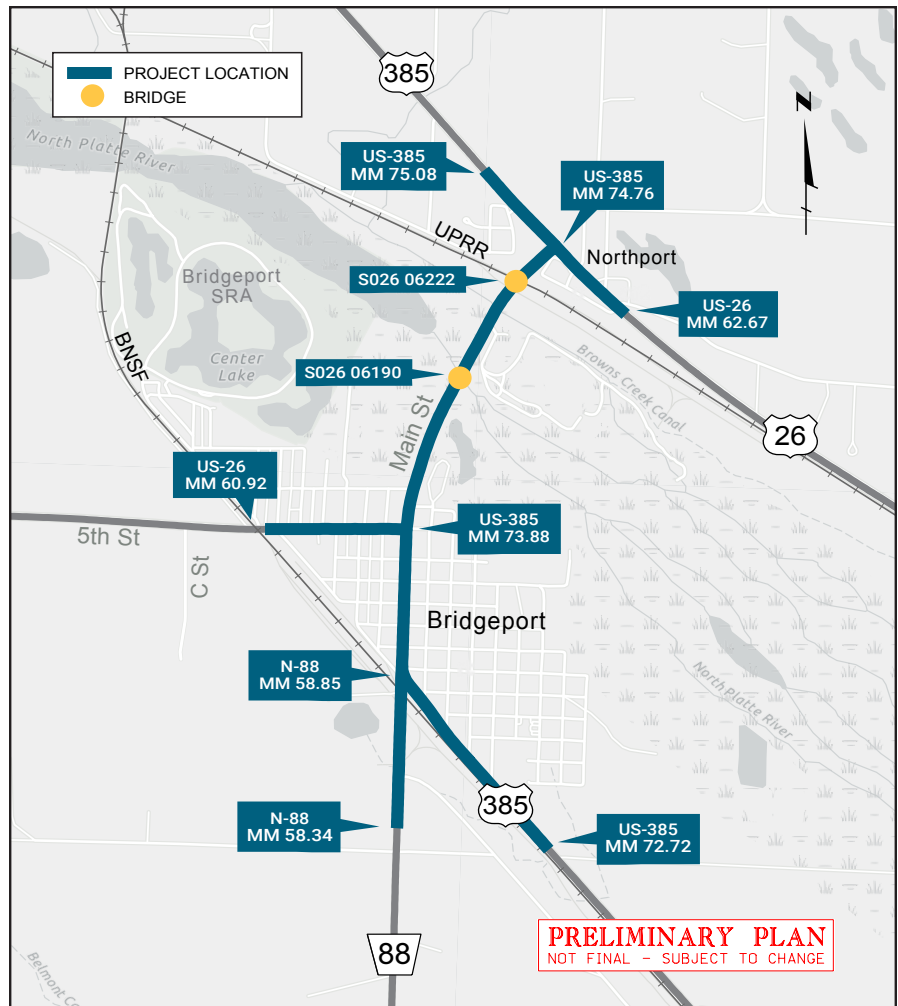 PROJECT LOCATION
BRIDGE
385
N
North Platte River
US-385
MM 75.08
US-385
MM 74.76
UPRR
Northport
S026 06222
Bridgeport
SRA
US-26
MM 62.67
BNSF
Center
Lake
S026 06190
Browns Creek Canal
Main St
26
US-26
MM 60.92
US-385
MM 73.88
5th St
C St
Bridgeport
N-88
MM 58.85
North Platte River
385
N-88
MM 58.34
US-385
MM 72.72
PRELIMINARY PLAN
NOT FINAL - SUBJECT TO CHANGE
88
Belmont